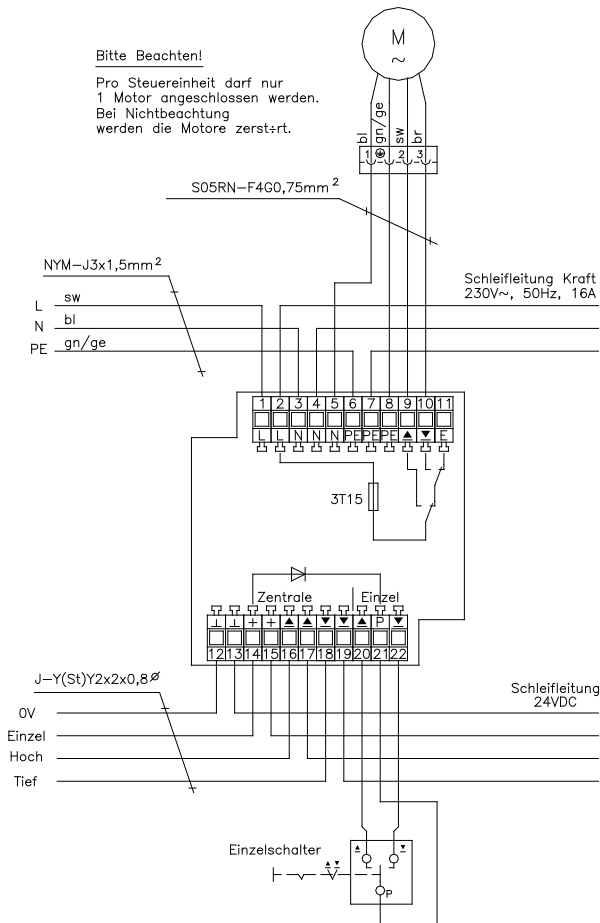 M
~
Bitte Beachten!
Pro Steuereinheit darf nur
1 Motor angeschlossen werden.
Bei Nichtbeachtung
werden die Motore zerst÷rt.
bl
gn/ge
sw
br
1 2 3
S05RN-F4G0,75mm²
NYM-J3x1,5mm²
Schleifleitung Kraft
230V~, 50Hz, 16A
L sw
N bl
PE gn/ge
1 2 3 4 5 6 7 8 9 10 11
L L N N N PE PE PE ▲ ▼ E
3T15
Zentrale Einzel
⊥ ⊥ + + ▲ ▲ ▼ ▼ ▲ P ▼
12 13 14 15 16 17 18 19 20 21 22
J-Y(St)Y2x2x0,8Ø
Schleifleitung
24VDC
0V
Einzel
Hoch
Tief
Einzelschalter
▲ ▼
▲ ▼
P